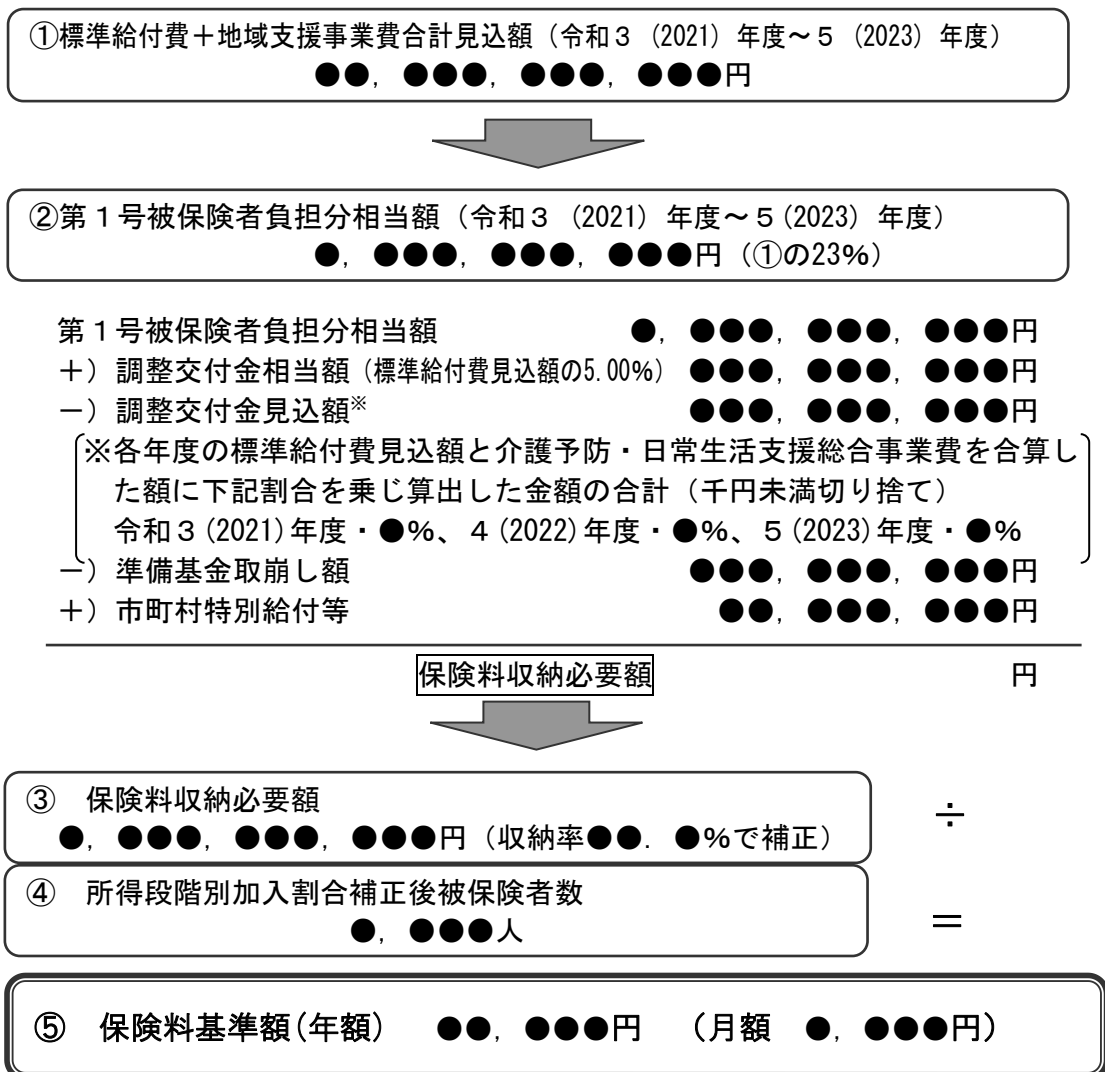 ①標準給付費＋地域支援事業費合計見込額（令和３（2021）年度～５（2023）年度）
●●，●●●，●●●，●●●円
②第１号被保険者負担分相当額（令和３（2021）年度～５（2023）年度）
●，●●●，●●●，●●●円（①の23％）
第１号被保険者負担分相当額 ●，●●●，●●●，●●●円
＋）調整交付金相当額（標準給付費見込額の5.00％） ●●●，●●●，●●●円
－）調整交付金見込額※ ●●●，●●●，●●●円
※各年度の標準給付費見込額と介護予防・日常生活支援総合事業費を合算し
た額に下記割合を乗じ算出した金額の合計（千円未満切り捨て）
令和３(2021)年度・●％、４(2022)年度・●％、５(2023)年度・●％
－）準備基金取崩し額 ●●●，●●●，●●●円
＋）市町村特別給付等 ●●，●●●，●●●円
保険料収納必要額 円
③　保険料収納必要額
●，●●●，●●●，●●●円（収納率●●．●％で補正）
÷
④　所得段階別加入割合補正後被保険者数
●，●●●人
＝
⑤　保険料基準額(年額)　●●，●●●円　（月額　●，●●●円）